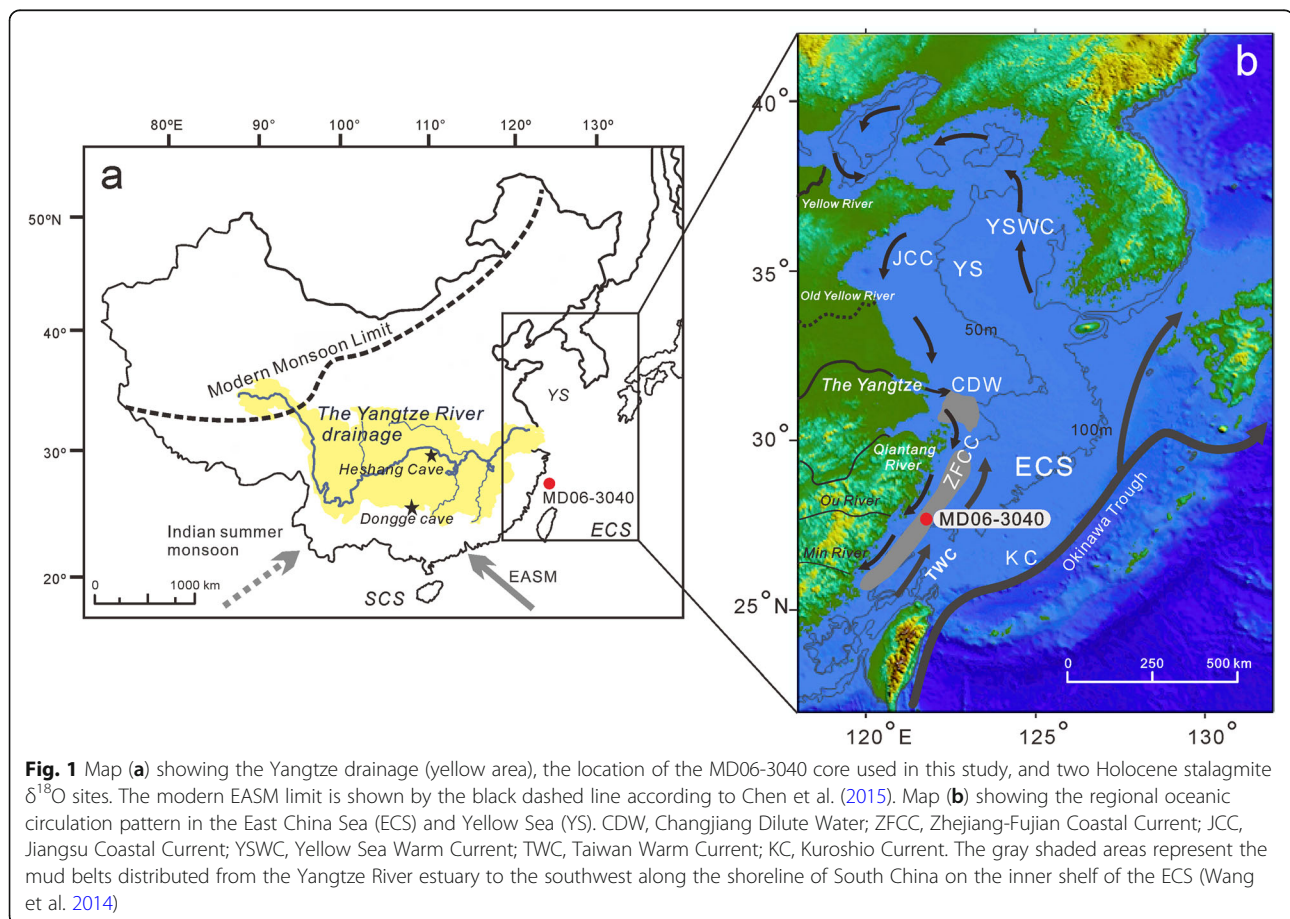 80°E 90° 100° 110° 120° 130°
a
50°N
40°
30°
20°
Modern Monsoon Limit
The Yangtze River
drainage
Heshang Cave
Dongge cave
YS
MD06-3040
ECS
Indian summer
monsoon
EASM
SCS
0 1000 km
b
40°
35°
30°
25°N
120°E 125° 130°
Yellow River
YSWC
JCC
YS
Old Yellow River
50m
The Yangtze
CDW
100m
Qiantang
River
ZFCC
ECS
Ou River
MD06-3040
Min River
TWC
KC
Okinawa Trough
0 250 500 km
Fig. 1 Map (a) showing the Yangtze drainage (yellow area), the location of the MD06-3040 core used in this study, and two Holocene stalagmite
δ¹⁸O sites. The modern EASM limit is shown by the black dashed line according to Chen et al. (2015). Map (b) showing the regional oceanic
circulation pattern in the East China Sea (ECS) and Yellow Sea (YS). CDW, Changjiang Dilute Water; ZFCC, Zhejiang-Fujian Coastal Current; JCC,
Jiangsu Coastal Current; YSWC, Yellow Sea Warm Current; TWC, Taiwan Warm Current; KC, Kuroshio Current. The gray shaded areas represent the
mud belts distributed from the Yangtze River estuary to the southwest along the shoreline of South China on the inner shelf of the ECS (Wang
et al. 2014)